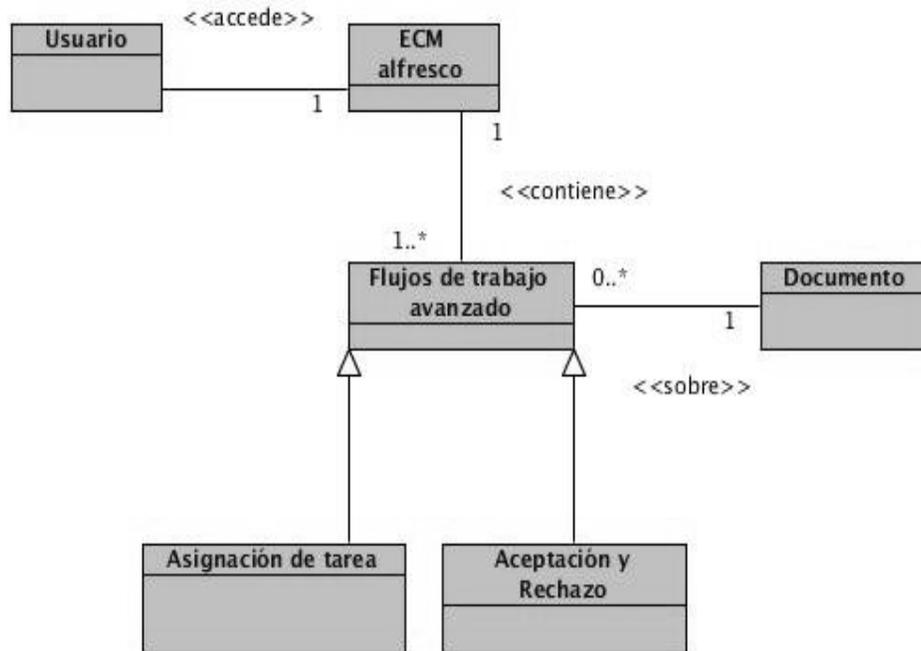 <<accede>>
Usuario
ECM
alfresco
1
1
<<contiene>>
1..*
Flujos de trabajo
avanzado
0..*
Documento
1
<<sobre>>
Asignación de tarea
Aceptación y
Rechazo